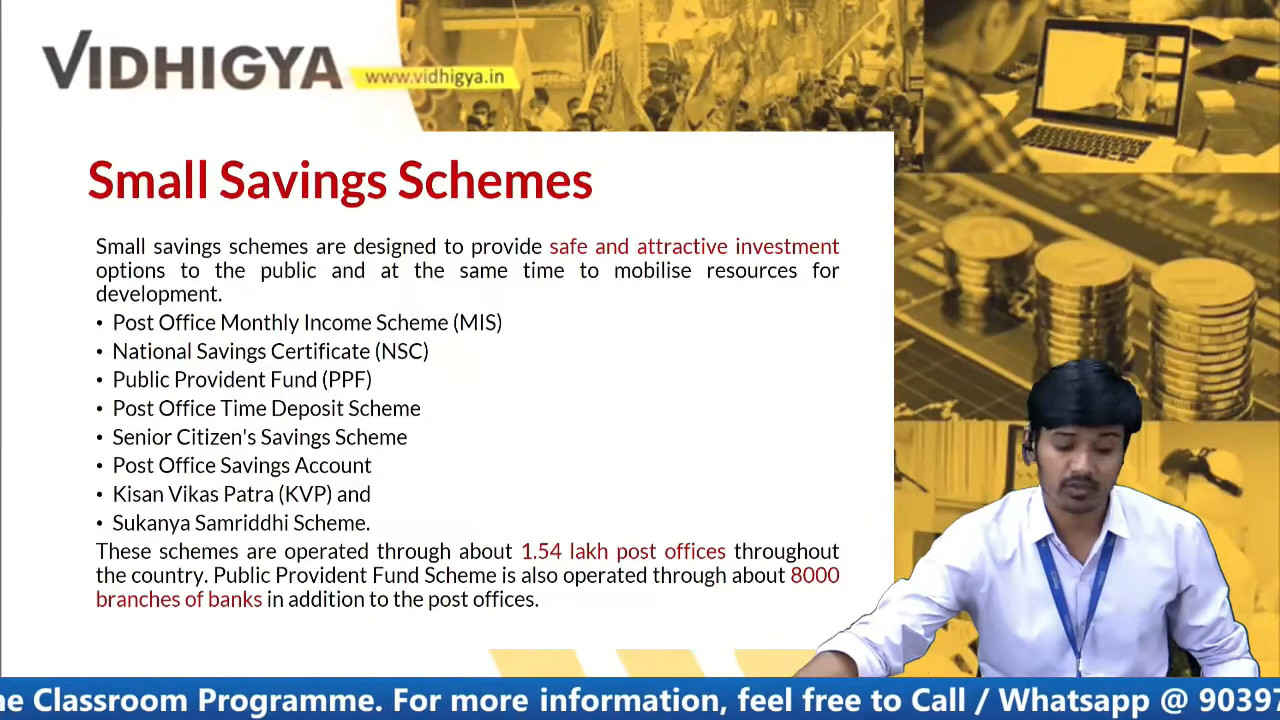 VIDHIGYA
www.vidhigya.in
Small Savings Schemes
Small savings schemes are designed to provide safe and attractive investment
options to the public and at the same time to mobilise resources for
development.
• Post Office Monthly Income Scheme (MIS)
• National Savings Certificate (NSC)
• Public Provident Fund (PPF)
• Post Office Time Deposit Scheme
• Senior Citizen's Savings Scheme
• Post Office Savings Account
• Kisan Vikas Patra (KVP) and
• Sukanya Samriddhi Scheme.
These schemes are operated through about 1.54 lakh post offices throughout
the country. Public Provident Fund Scheme is also operated through about 8000
branches of banks in addition to the post offices.
ne Classroom Programme. For more information, feel free to Call / Whatsapp @ 90397